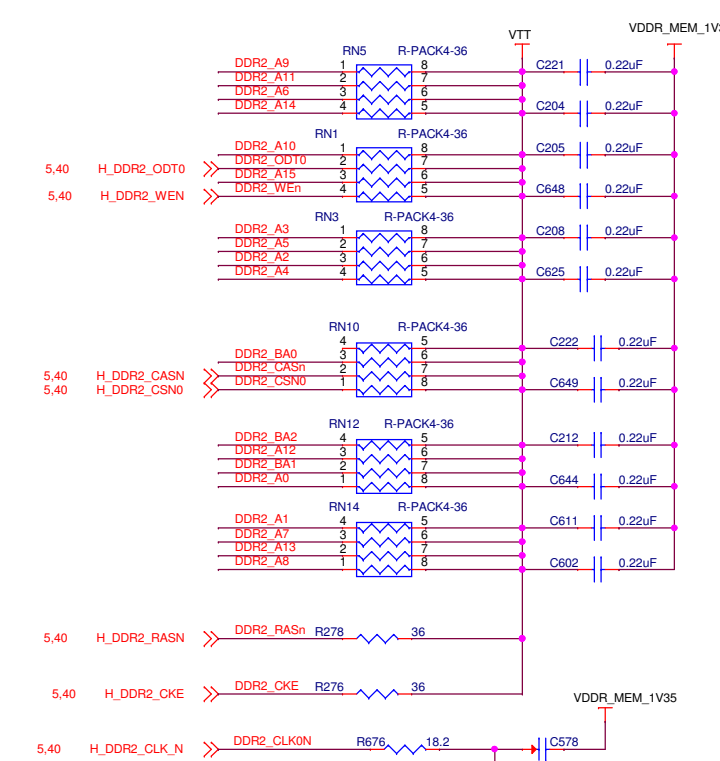 VTT
VDDR_MEM_1V3
RN5 R-PACK4-36
DDR2_A9 1 8 C221 0.22uF
DDR2_A11 2 7
DDR2_A6 3 6
DDR2_A14 4 5 C204 0.22uF
RN1 R-PACK4-36
DDR2_A10 1 8 C205 0.22uF
5,40 H_DDR2_ODT0 DDR2_ODT0 2 7
DDR2_A15 3 6
5,40 H_DDR2_WEN DDR2_WEn 4 5 C648 0.22uF
RN3 R-PACK4-36
DDR2_A3 1 8 C208 0.22uF
DDR2_A5 2 7
DDR2_A2 3 6
DDR2_A4 4 5 C625 0.22uF
RN10 R-PACK4-36
4 5 C222 0.22uF
DDR2_BA0 3 6
5,40 H_DDR2_CASN DDR2_CASn 2 7
5,40 H_DDR2_CSN0 DDR2_CSN0 1 8 C649 0.22uF
RN12 R-PACK4-36
DDR2_BA2 4 5 C212 0.22uF
DDR2_A12 3 6
DDR2_BA1 2 7
DDR2_A0 1 8 C644 0.22uF
RN14 R-PACK4-36
DDR2_A1 4 5 C611 0.22uF
DDR2_A7 3 6
DDR2_A13 2 7
DDR2_A8 1 8 C602 0.22uF
5,40 H_DDR2_RASN DDR2_RASn R278 36
5,40 H_DDR2_CKE DDR2_CKE R276 36
VDDR_MEM_1V35
5,40 H_DDR2_CLK_N DDR2_CLK0N R676 18.2 C578